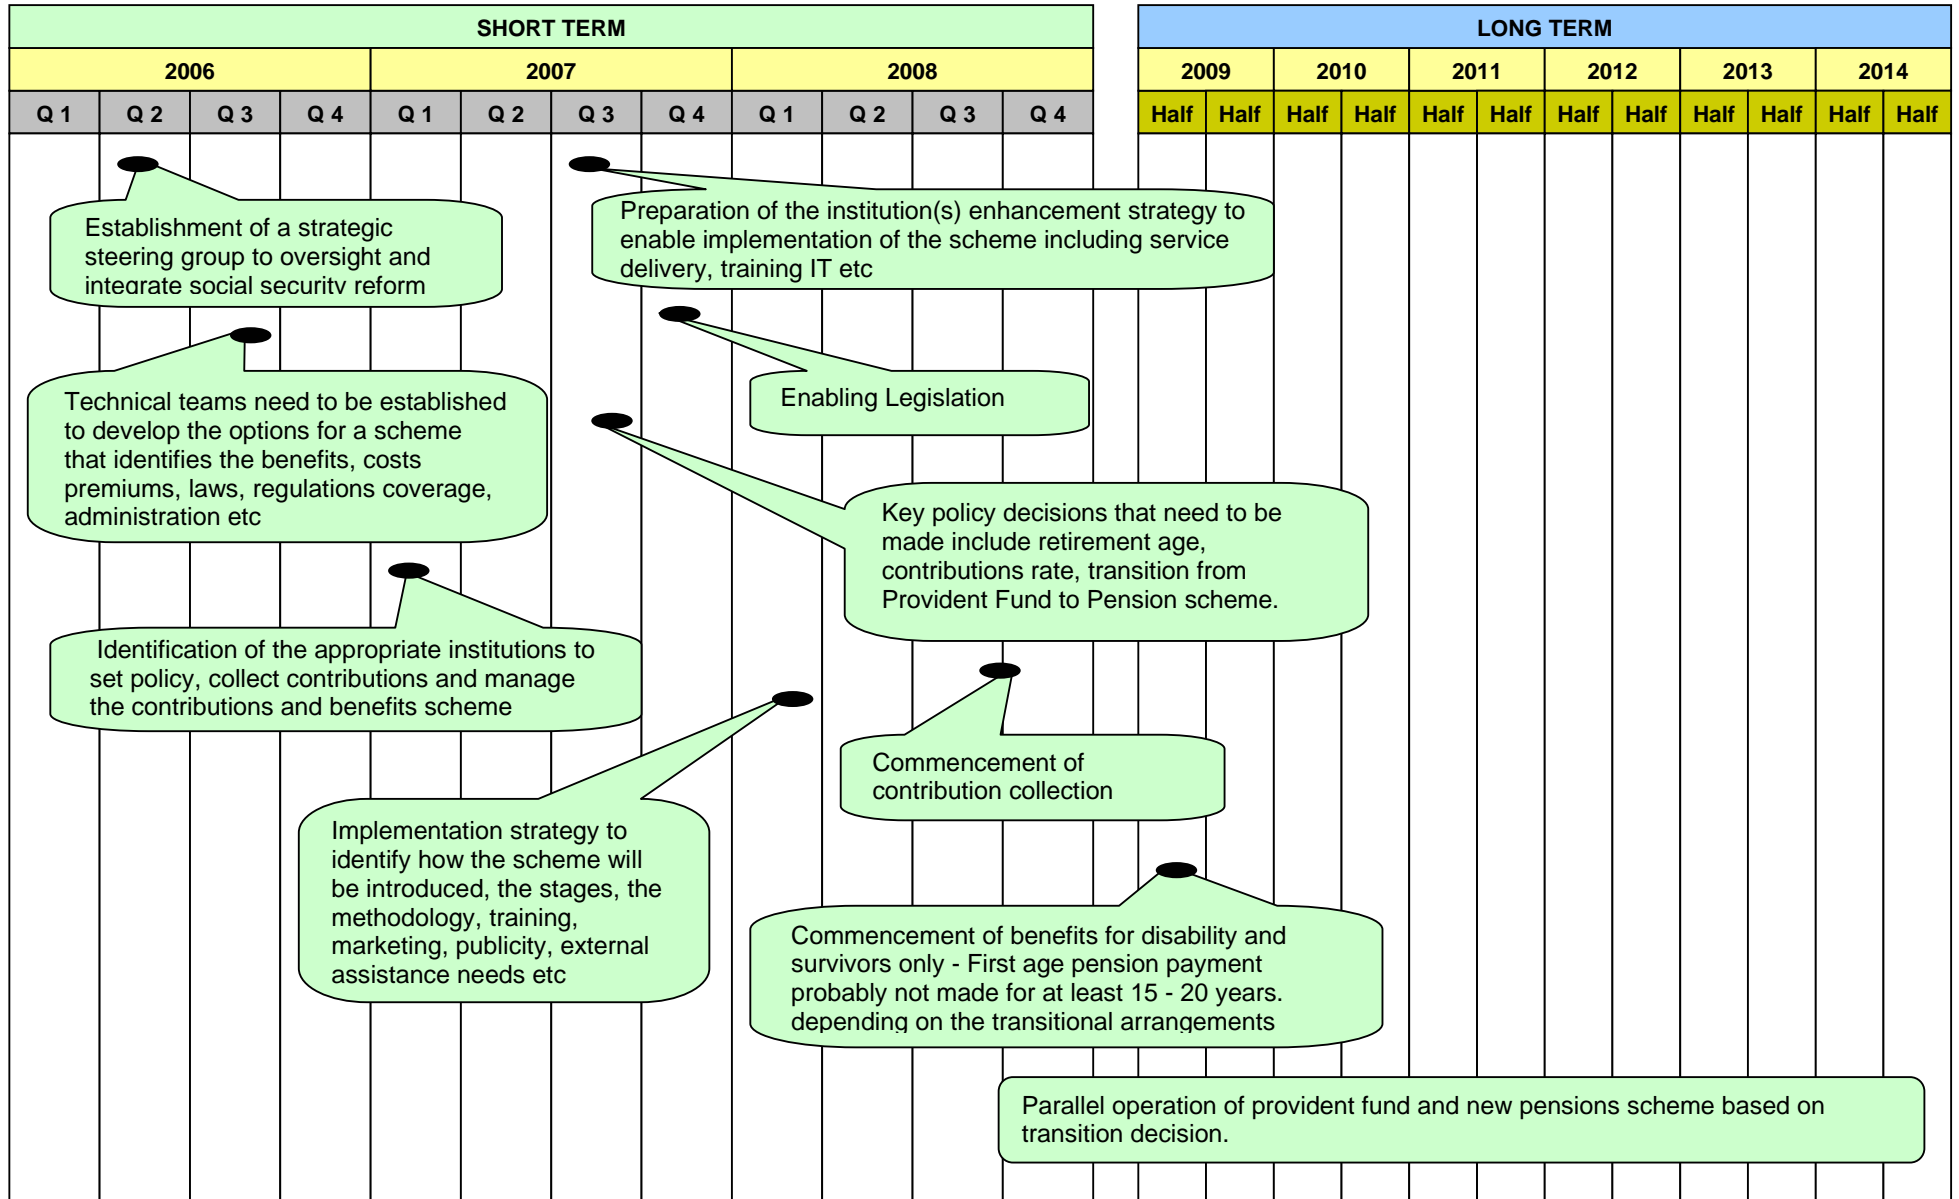 SHORT TERM
LONG TERM
2006 2007 2008 2009 2010 2011 2012 2013 2014
Q 1 Q 2 Q 3 Q 4 Q 1 Q 2 Q 3 Q 4 Q 1 Q 2 Q 3 Q 4 Half Half Half Half Half Half Half Half Half Half Half Half
Establishment of a strategic
steering group to oversight and
integrate social security reform
Preparation of the institution(s) enhancement strategy to
enable implementation of the scheme including service
delivery, training IT etc
Enabling Legislation
Technical teams need to be established
to develop the options for a scheme
that identifies the benefits, costs
premiums, laws, regulations coverage,
administration etc
Key policy decisions that need to be
made include retirement age,
contributions rate, transition from
Provident Fund to Pension scheme.
Identification of the appropriate institutions to
set policy, collect contributions and manage
the contributions and benefits scheme
Commencement of
contribution collection
Implementation strategy to
identify how the scheme will
be introduced, the stages, the
methodology, training,
marketing, publicity, external
assistance needs etc
Commencement of benefits for disability and
survivors only - First age pension payment
probably not made for at least 15 - 20 years.
depending on the transitional arrangements
Parallel operation of provident fund and new pensions scheme based on
transition decision.